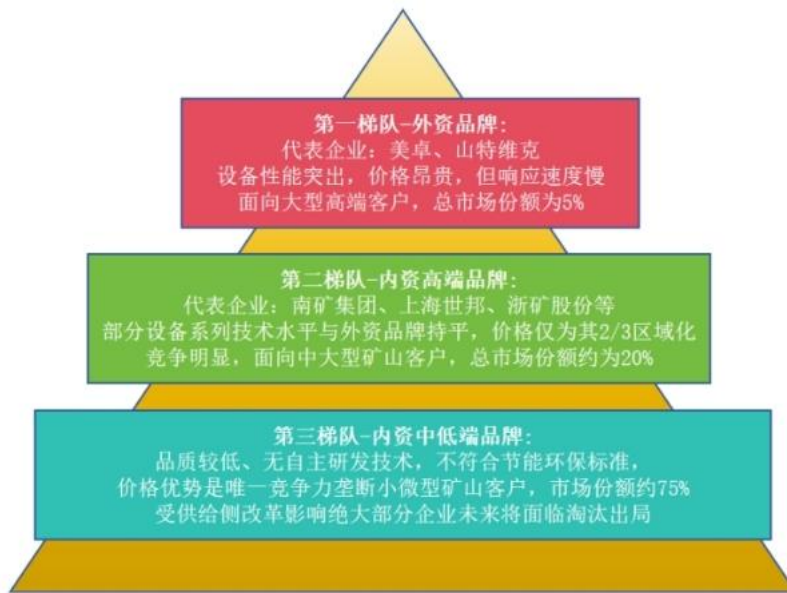 第一梯队-外资品牌:
代表企业：美卓、山特维克
设备性能突出，价格昂贵，但响应速度慢
面向大型高端客户，总市场份额为5%
第二梯队-内资高端品牌:
代表企业：南矿集团、上海世邦、浙矿股份等
部分设备系列技术水平与外资品牌持平，价格仅为其2/3区域化
竞争明显，面向中大型矿山客户，总市场份额约为20%
第三梯队-内资中低端品牌:
品质较低、无自主研发技术，不符合节能环保标准，
价格优势是唯一竞争力垄断小微型矿山客户，市场份额约75%
受供给侧改革影响绝大部分企业未来将面临淘汰出局